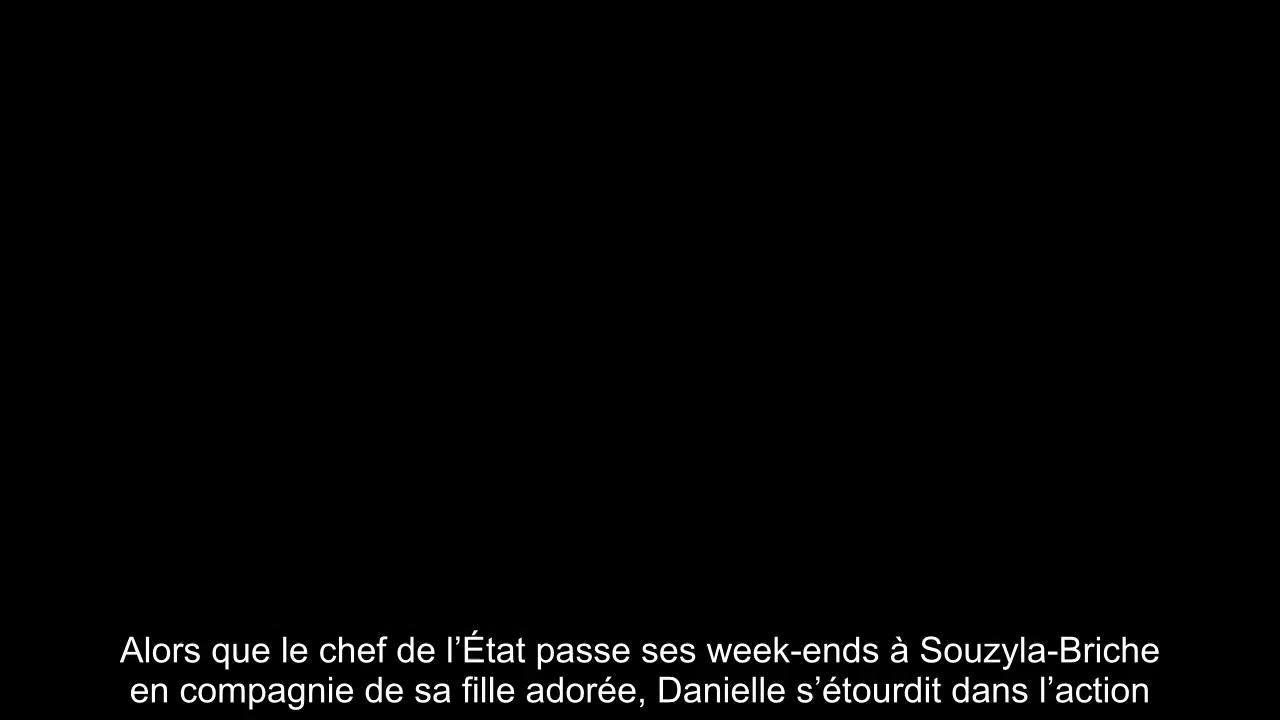 Alors que le chef de l’État passe ses week-ends à Souzyla-Briche
en compagnie de sa fille adorée, Danielle s’étourdit dans l’action